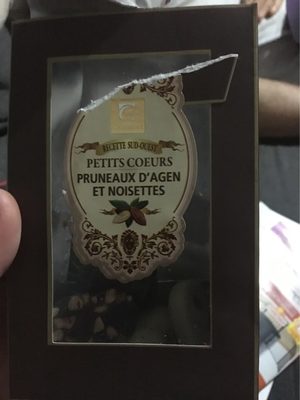 RECETTE SUD-OUEST
PETITS COEURS
PRUNEAUX D'AGEN
ET NOISETTES